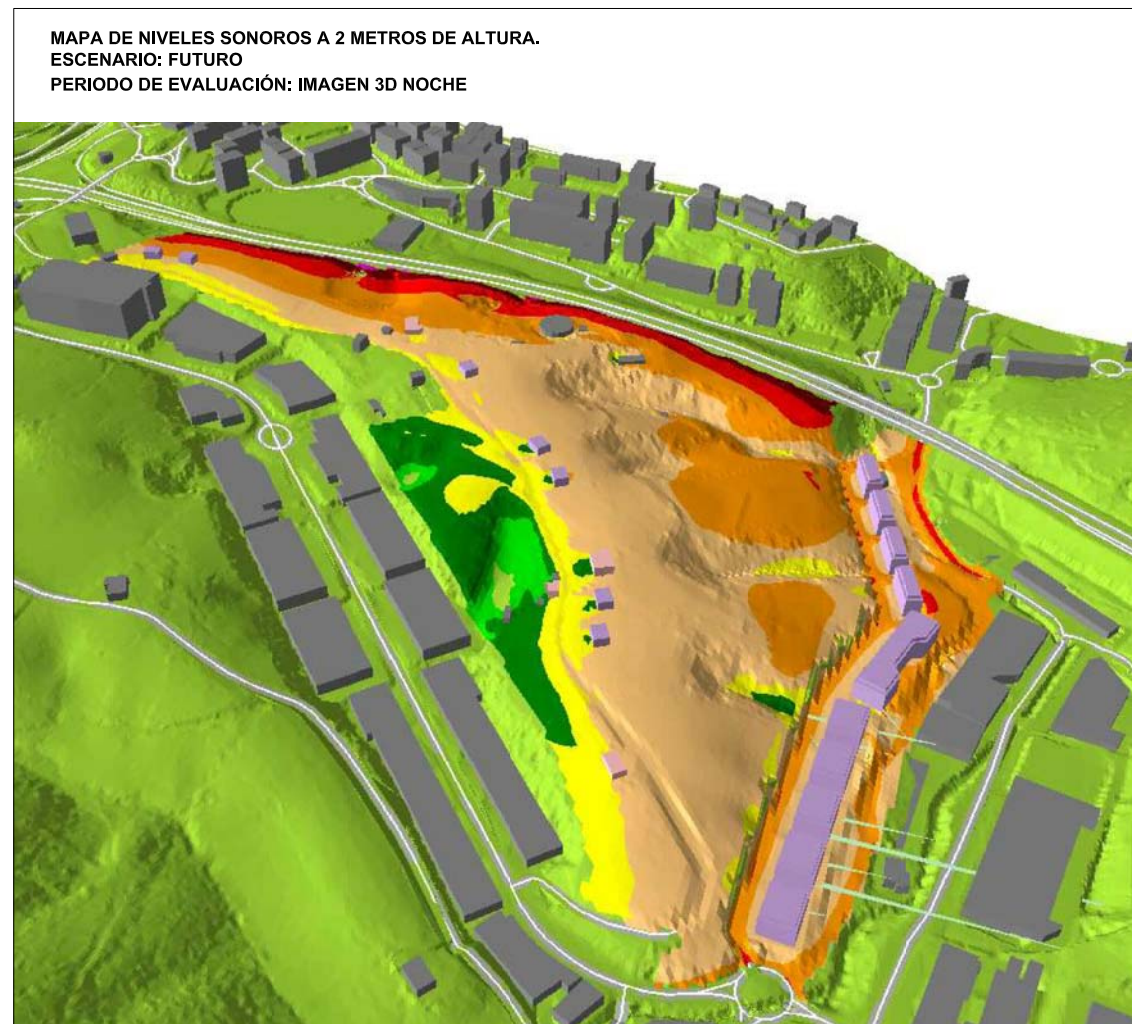 MAPA DE NIVELES SONOROS A 2 METROS DE ALTURA.
ESCENARIO: FUTURO
PERIODO DE EVALUACIÓN: IMAGEN 3D NOCHE